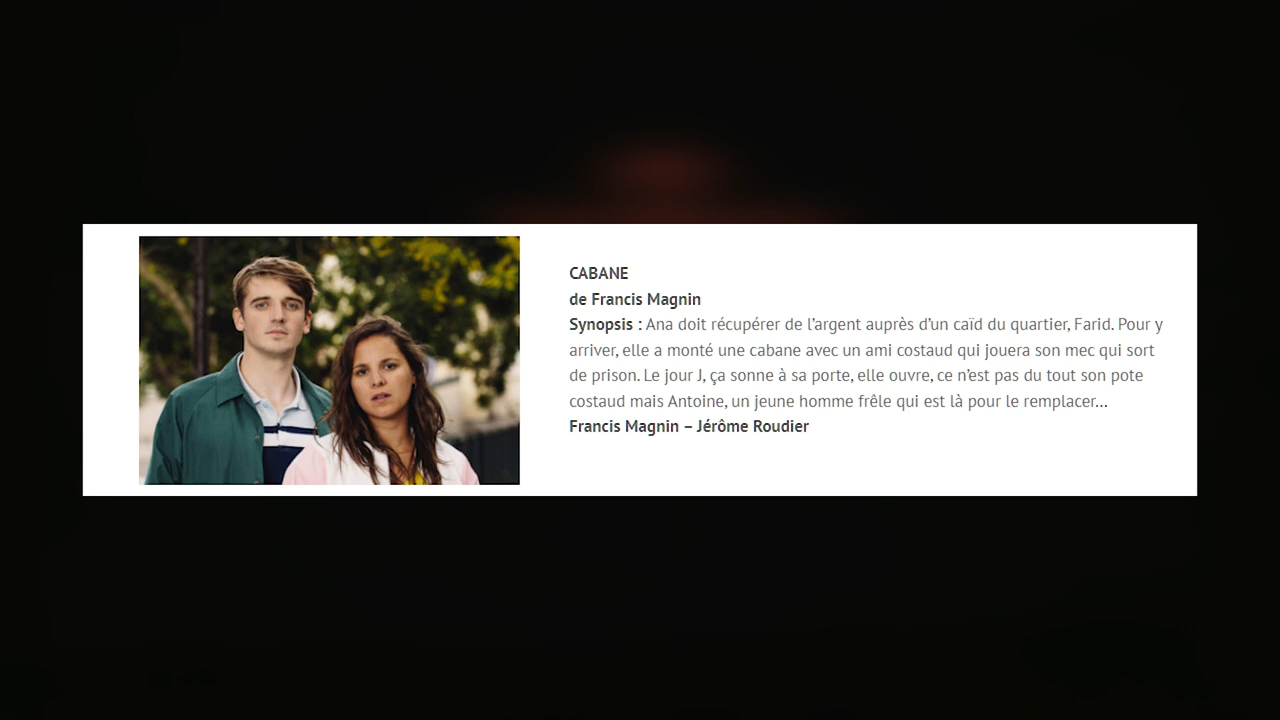 CABANE
de Francis Magnin
Synopsis : Ana doit récupérer de l’argent auprès d’un caïd du quartier, Farid. Pour y
arriver, elle a monté une cabane avec un ami costaud qui jouera son mec qui sort
de prison. Le jour J, ça sonne à sa porte, elle ouvre, ce n’est pas du tout son pote
costaud mais Antoine, un jeune homme frêle qui est là pour le remplacer…
Francis Magnin – Jérôme Roudier